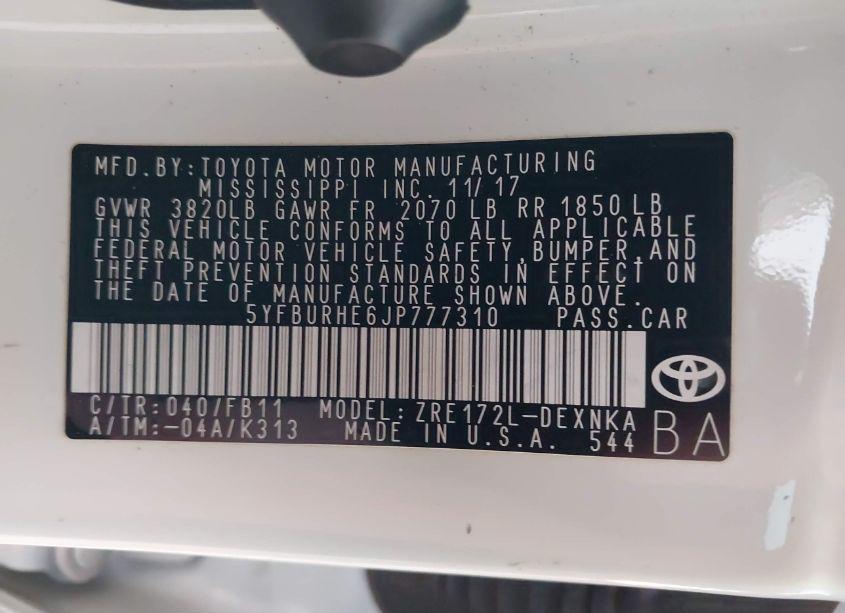 MFD.BY:TOYOTA MOTOR MANUFACTURING
MISSISSIPPI INC. 11/17
GVWR 3820LB GAWR FR 2070 LB RR 1850 LB
THIS VEHICLE CONFORMS TO ALL APPLICABLE
FEDERAL MOTOR VEHICLE SAFETY,BUMPER,AND
THEFT PREVENTION STANDARDS IN EFFECT ON
THE DATE OF MANUFACTURE SHOWN ABOVE.
5YFBURHE6JP777310 PASS.CAR
C/TR:040/FB11 MODEL:ZRE172L-DEXNKA
A/TM:-04A/K313 MADE IN U.S.A. 544
BA